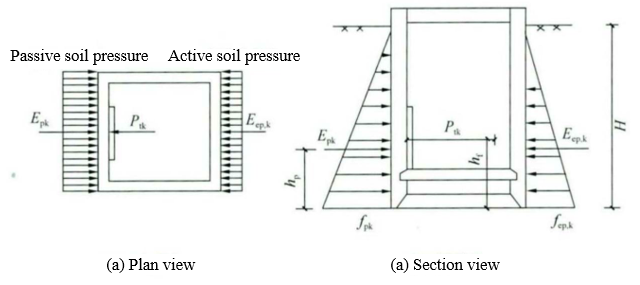 Passive soil pressure Active soil pressure
E_pk P_tk E_ep,k
E_pk P_tk E_ep,k H
h_p h_f
f_pk f_ep,k
(a) Plan view (a) Section view